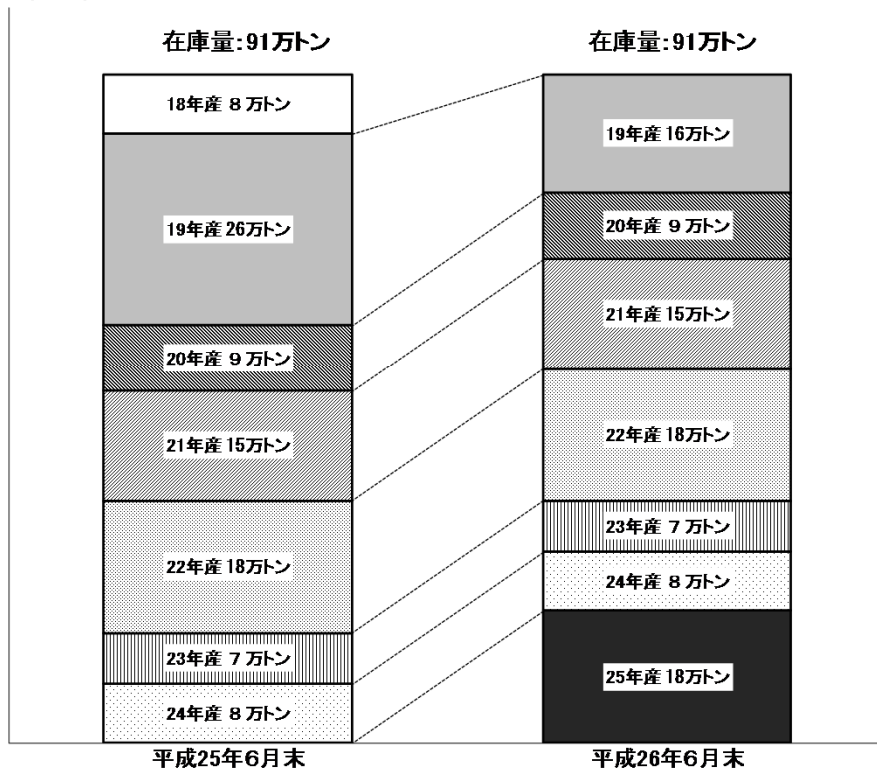 在庫量:91万トン
18年産 8 万トン
19年産 26万トン
20年産 9 万トン
21年産 15万トン
22年産 18万トン
23年産 7 万トン
24年産 8 万トン
平成25年6月末
在庫量:91万トン
19年産 16万トン
20年産 9 万トン
21年産 15万トン
22年産 18万トン
23年産 7 万トン
24年産 8 万トン
25年産 18万トン
平成26年6月末